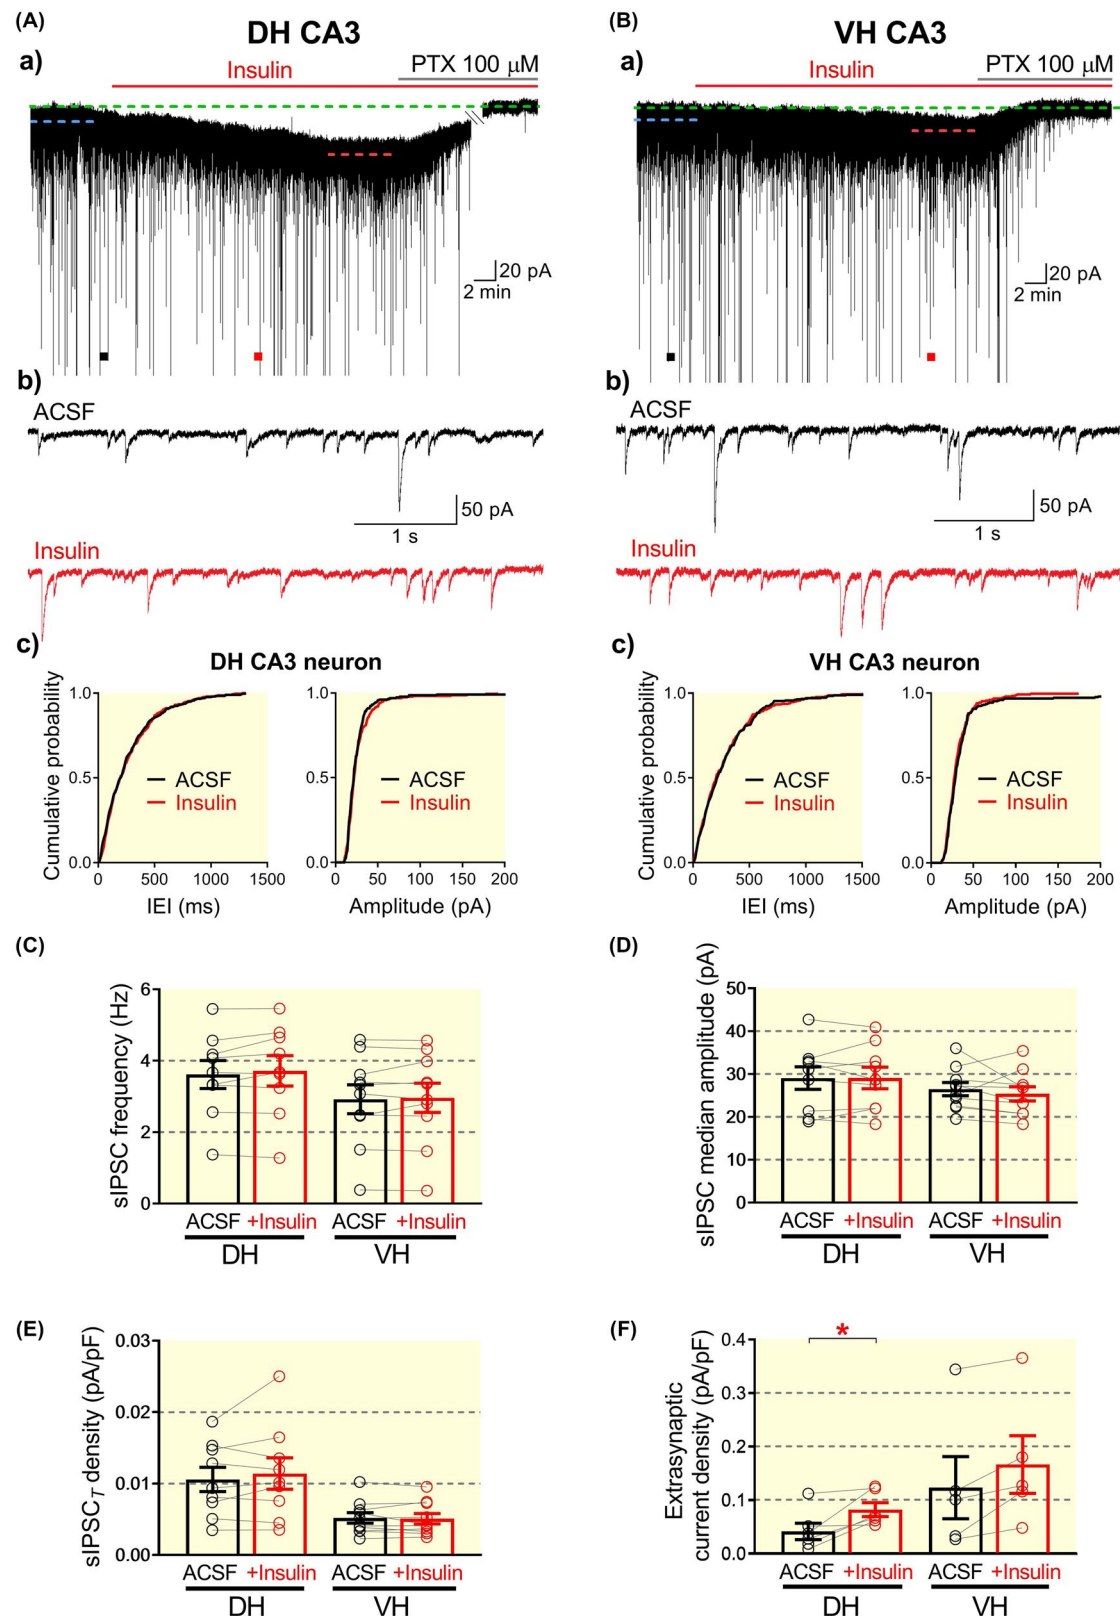 (A)
DH CA3
a)
Insulin
PTX 100 μM
20 pA
2 min
b)
ACSF
50 pA
1 s
Insulin
c)
DH CA3 neuron
Cumulative probability
1.0
0.5
0.0
ACSF
Insulin
0
500
1000
1500
IEI (ms)
1.0
0.5
0.0
ACSF
Insulin
0
50
100
150
200
Amplitude (pA)
(B)
VH CA3
a)
Insulin
PTX 100 μM
20 pA
2 min
b)
ACSF
50 pA
1 s
Insulin
c)
VH CA3 neuron
Cumulative probability
1.0
0.5
0.0
ACSF
Insulin
0
500
1000
1500
IEI (ms)
1.0
0.5
0.0
ACSF
Insulin
0
50
100
150
200
Amplitude (pA)
(C)
sIPSC frequency (Hz)
6
4
2
0
ACSF +Insulin ACSF +Insulin
DH VH
(D)
sIPSC median amplitude (pA)
50
40
30
20
10
0
ACSF +Insulin ACSF +Insulin
DH VH
(E)
sIPSC_T density (pA/pF)
0.03
0.02
0.01
0.00
ACSF +Insulin ACSF +Insulin
DH VH
(F)
Extrasynaptic
current density (pA/pF)
0.4
0.3
0.2
0.1
0.0
*
ACSF +Insulin ACSF +Insulin
DH VH